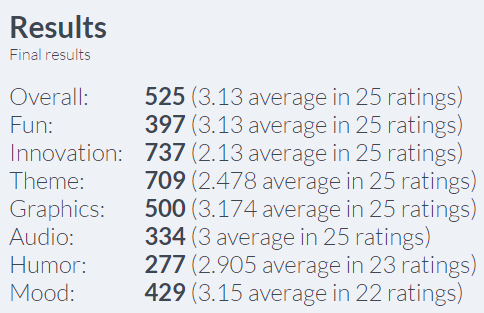 Results
Final results
Overall: 525 (3.13 average in 25 ratings)
Fun: 397 (3.13 average in 25 ratings)
Innovation: 737 (2.13 average in 25 ratings)
Theme: 709 (2.478 average in 25 ratings)
Graphics: 500 (3.174 average in 25 ratings)
Audio: 334 (3 average in 25 ratings)
Humor: 277 (2.905 average in 23 ratings)
Mood: 429 (3.15 average in 22 ratings)